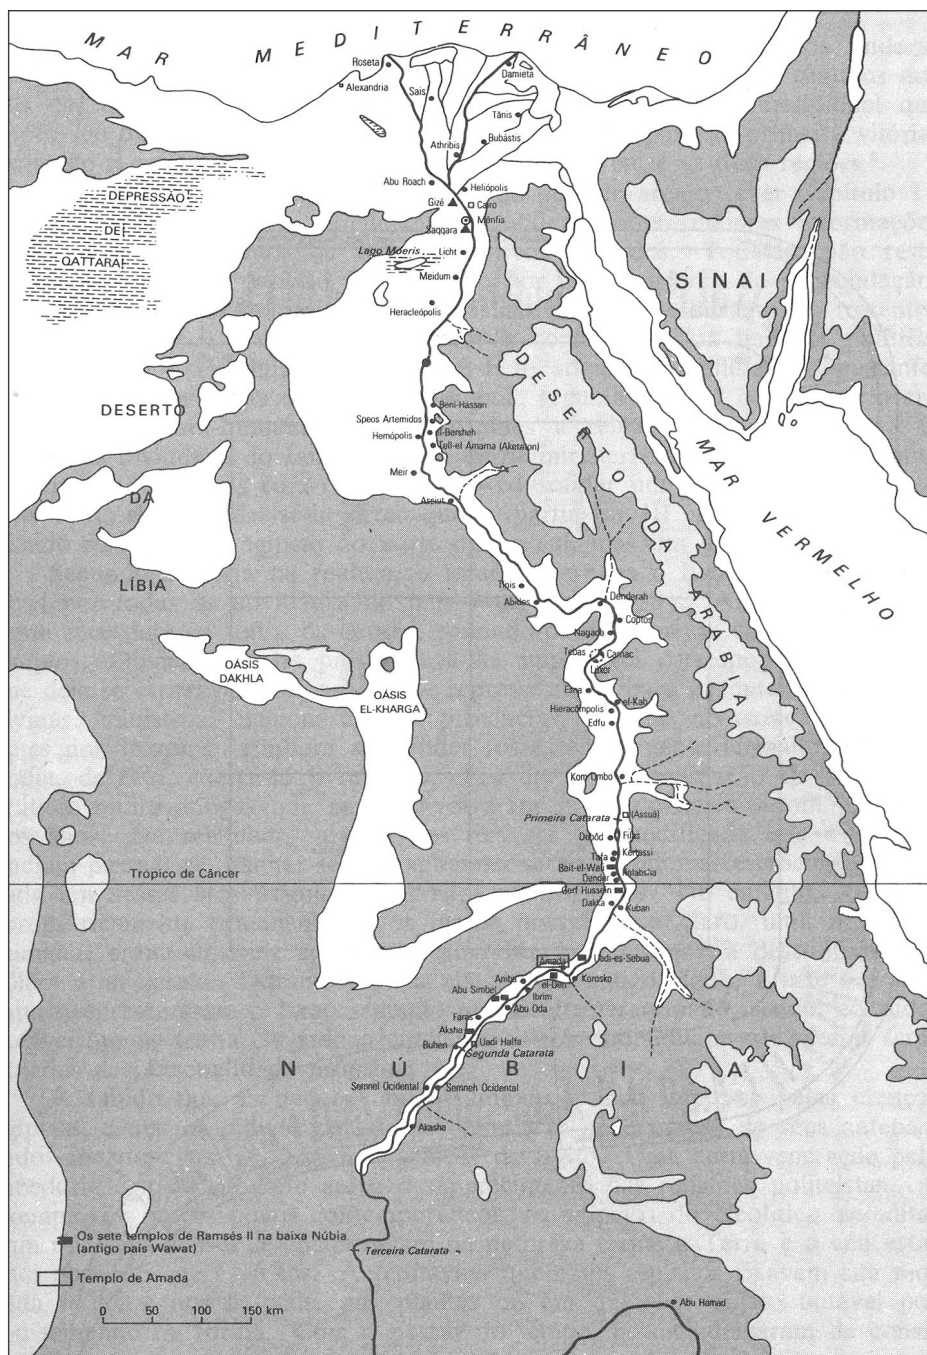 MAR MEDITERRÂNEO
Roseta
Damieta
Alexandria
Sais
Tânis
Bubástis
Athribis
Abu Roach
Heliópolis
Gizé
Cairo
Mênfis
Saqqara
DEPRESSÃO
DE
QATTARA
Lago Moeris
Licht
Meidum
Heracleópolis
SINAI
DESERTO DA ARÁBIA
MAR VERMELHO
DESERTO
DA
LÍBIA
Beni-Hassan
Speos Artemidos
el-Bersheh
Hemópolis
Tell-el Amama (Aketaton)
Meir
Assiut
Abidos
Denderah
Coptos
Nagada
Tebas
Carnac
Luxor
OÁSIS
DAKHLA
OÁSIS
EL-KHARGA
Esna
el-Kab
Hieracômpolis
Edfu
Kom Ombo
(Assuã)
Primeira Catarata
Debôd
Filas
Kertassi
Tafa
Bait-el-Wali
Kalabsha
Dendur
Gerf Hussein
Dakka
Kuban
Trópico de Câncer
Uadi-es-Sebua
Amada
el-Derr
Korosko
Aniba
Ibrim
Abu Simbel
Abu Oda
Faras
Aksha
Buhen
Uadi Halfa
Segunda Catarata
NÚBIA
Semnel Ocidental
Semneh Ocidental
Akasha
Terceira Catarata
Abu Hamad
Os sete templos de Ramsés II na baixa Núbia
(antigo país Wawat)
Templo de Amada
0 50 100 150 km